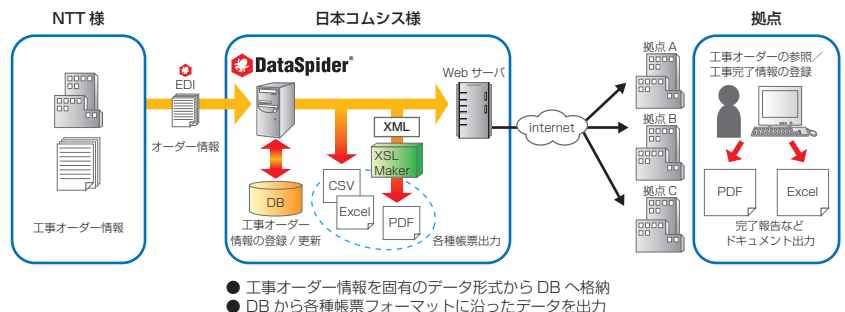 NTT 様
日本コムシス様
拠点
EDI
オーダー情報
工事オーダー情報
DataSpider®
Web サーバ
XML
XSL
Maker
DB
工事オーダー
情報の登録 / 更新
CSV
Excel
PDF
各種帳票出力
internet
拠点 A
拠点 B
拠点 C
工事オーダーの参照／
工事完了情報の登録
PDF
Excel
完了報告など
ドキュメント出力
● 工事オーダー情報を固有のデータ形式から DB へ格納
● DB から各種帳票フォーマットに沿ったデータを出力